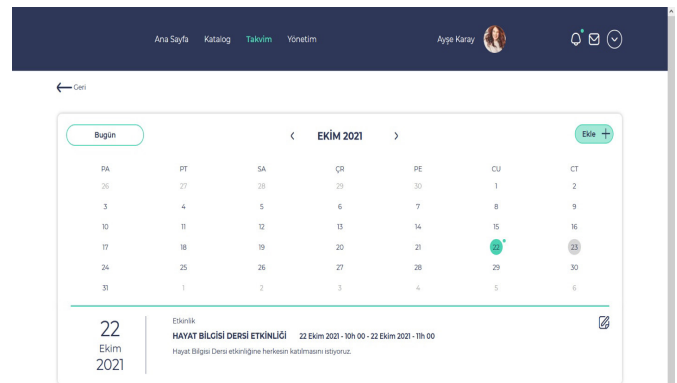 Ana Sayfa Katalog Takvim Yönetim Ayşe Karay
Geri
Bugün EKİM 2021 Ekle
PA PT SA ÇR PE CU CT
26 27 28 29 30 1 2
3 4 5 6 7 8 9
10 11 12 13 14 15 16
17 18 19 20 21 22 23
24 25 26 27 28 29 30
31 1 2 3 4 5 6
22
Ekim
2021
Etkinlik
HAYAT BİLGİSİ DERSİ ETKİNLİĞİ 22 Ekim 2021 - 10h 00 - 22 Ekim 2021 - 11h 00
Hayat Bilgisi Dersi etkinliğine herkesin katılmasını istiyoruz.